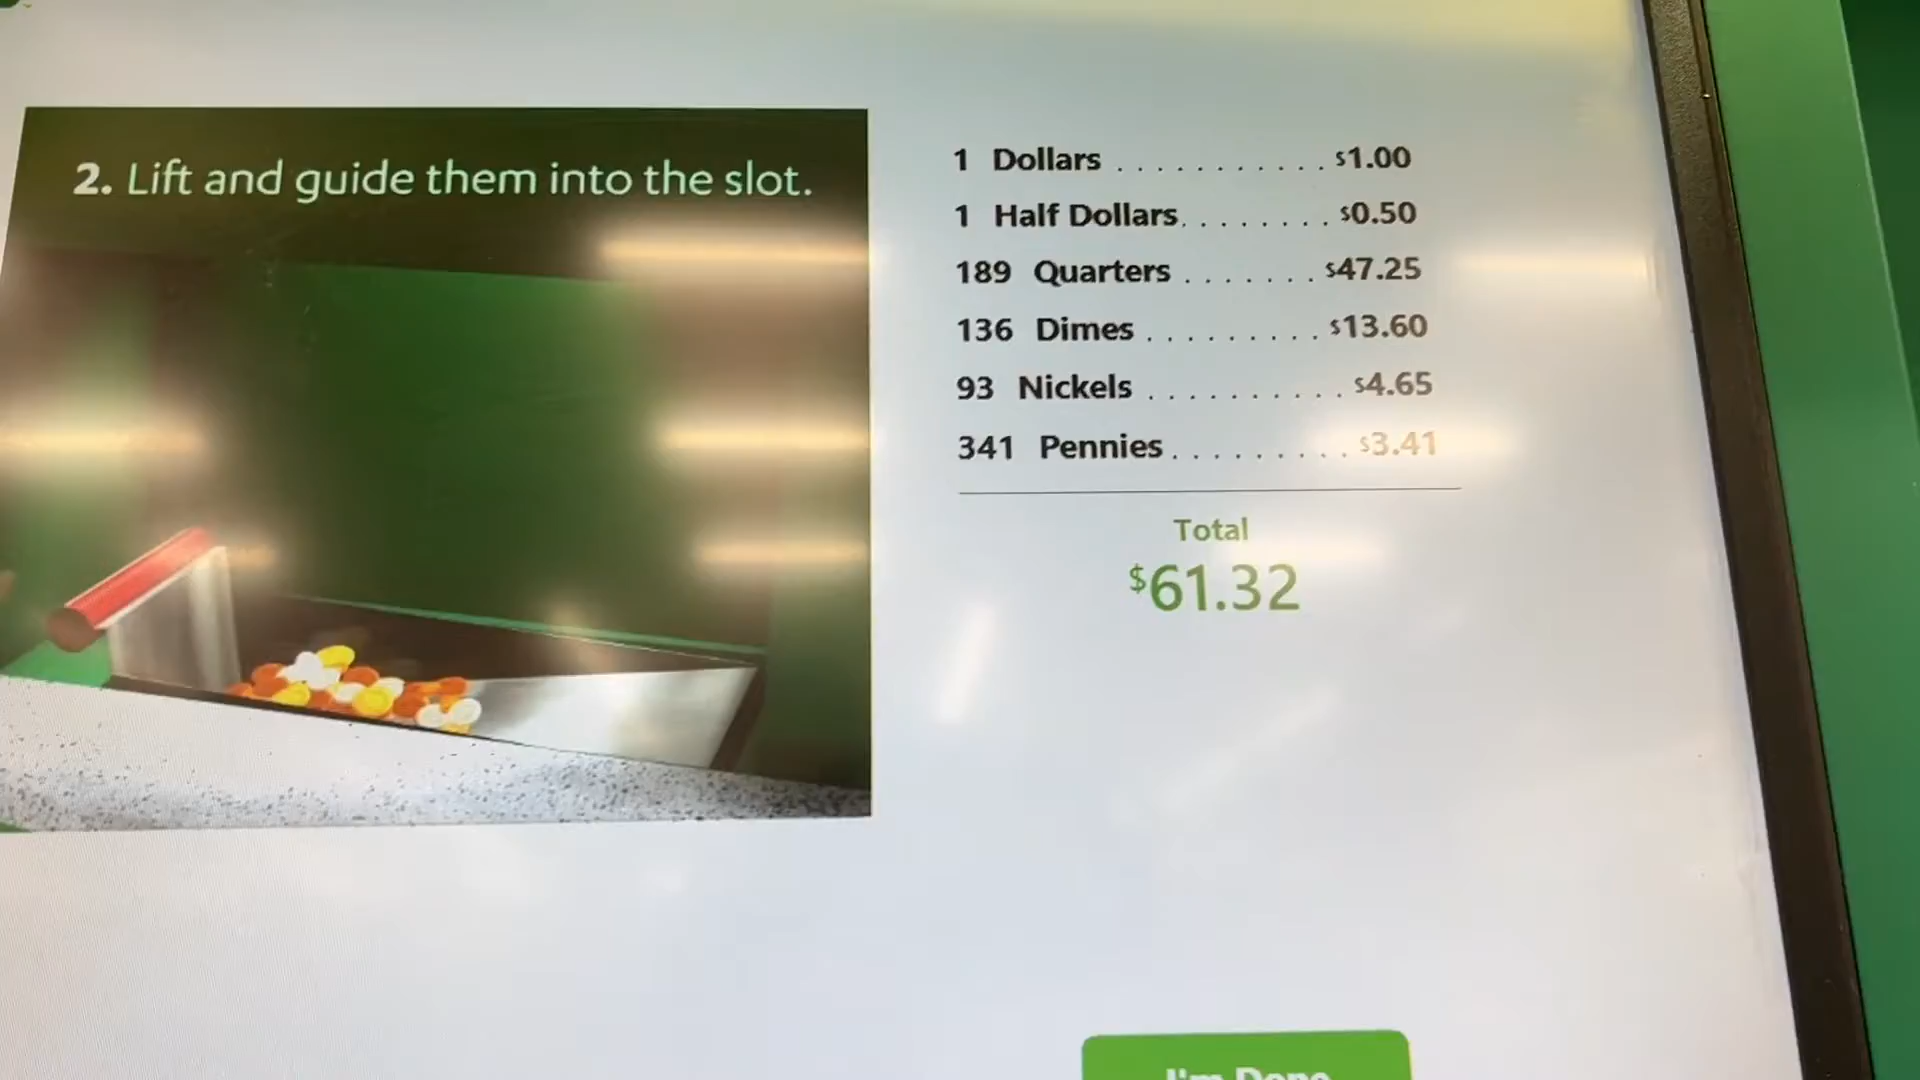 2. Lift and guide them into the slot.
1 Dollars . . . . . . . . . . . $1.00
1 Half Dollars. . . . . . . . $0.50
189 Quarters . . . . . . . $47.25
136 Dimes . . . . . . . . . $13.60
93 Nickels . . . . . . . . . . $4.65
341 Pennies . . . . . . . . . $3.41
Total
$61.32
I'm Done